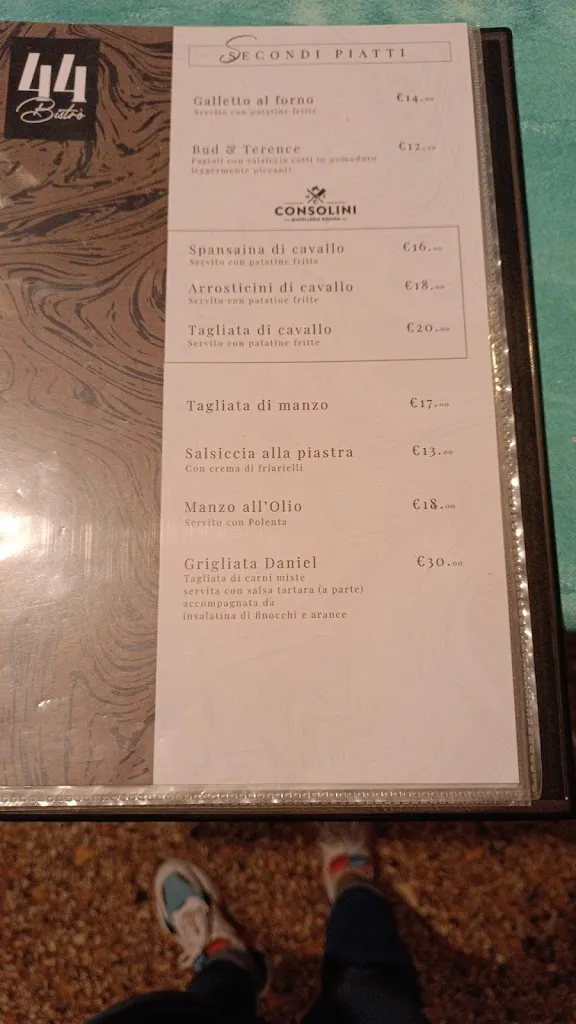 44
Bistrò
SECONDI PIATTI
Galletto al forno €14.00
Servito con patatine fritte
Bud & Terence €12.00
Fagioli con salsiccia cotti in pomodoro
leggermente piccanti
CONSOLINI
Spansaina di cavallo €16.00
Servito con patatine fritte
Arrosticini di cavallo €18.00
Servito con patatine fritte
Tagliata di cavallo €20.00
Servito con patatine fritte
Tagliata di manzo €17.00
Salsiccia alla piastra €13.00
Con crema di friarielli
Manzo all'Olio €18.00
Servito con Polenta
Grigliata Daniel €30.00
Tagliata di carni miste
servita con salsa tartara (a parte)
accompagnata da
insalatina di finocchi e arance